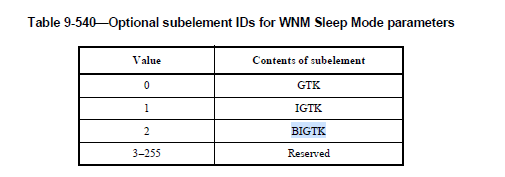 Table 9-540—Optional subelement IDs for WNM Sleep Mode parameters
Value Contents of subelement
0 GTK
1 IGTK
2 BIGTK
3–255 Reserved